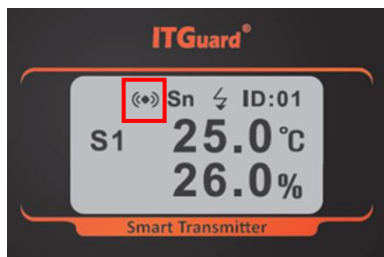 ITGuard®
((•)) Sn ID:01
S1 25.0℃
26.0%
Smart Transmitter